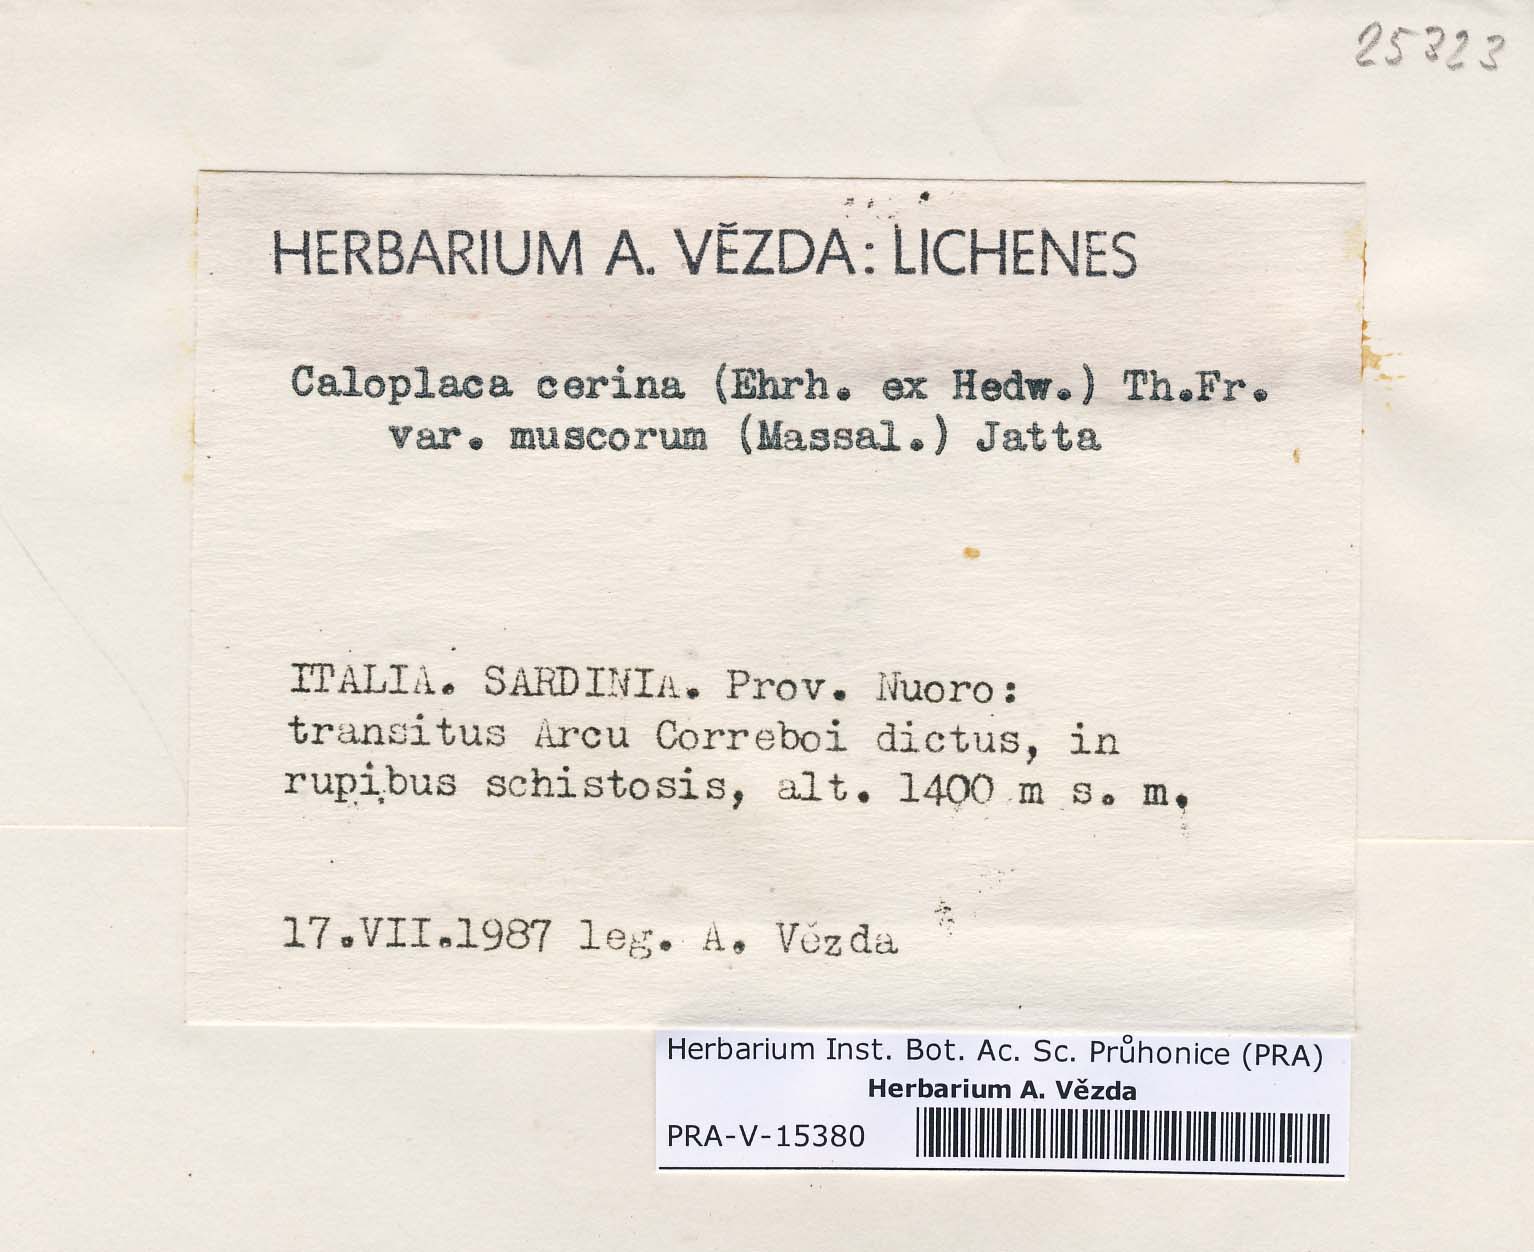 25323
HERBARIUM A. VĚZDA: LICHENES
Caloplaca cerina (Ehrh. ex Hedw.) Th.Fr.
var. muscorum (Massal.) Jatta
ITALIA. SARDINIA. Prov. Nuoro:
transitus Arcu Correboi dictus, in
rupibus schistosis, alt. 1400 m s. m.
17.VII.1987 leg. A. Vězda
Herbarium Inst. Bot. Ac. Sc. Průhonice (PRA)
Herbarium A. Vězda
PRA-V-15380